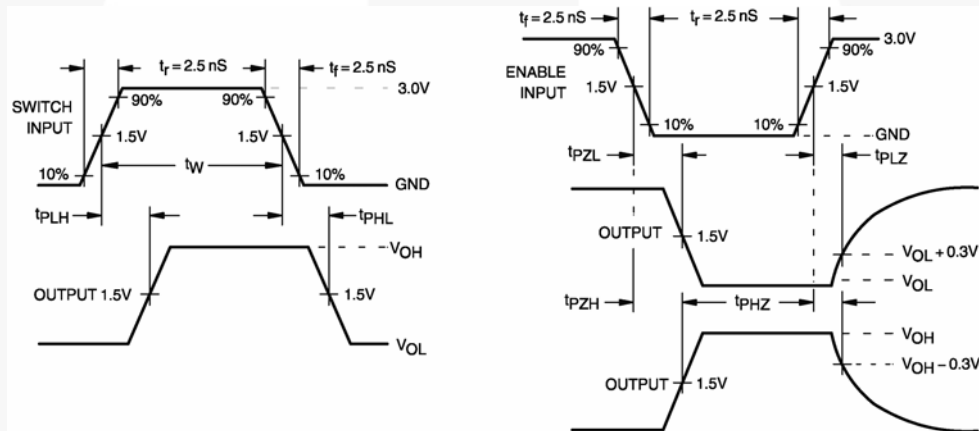 tr = 2.5 nS
tf = 2.5 nS
3.0V
SWITCH
INPUT
90%
90%
1.5V
1.5V
tW
10%
10%
GND
tPLH
tPHL
VOH
OUTPUT 1.5V
1.5V
VOL
tf = 2.5 nS
tr = 2.5 nS
3.0V
90%
90%
ENABLE
INPUT
1.5V
1.5V
10%
10%
GND
tPZL
tPLZ
OUTPUT
1.5V
VOL + 0.3V
VOL
tPZH
tPHZ
VOH
VOH – 0.3V
OUTPUT
1.5V